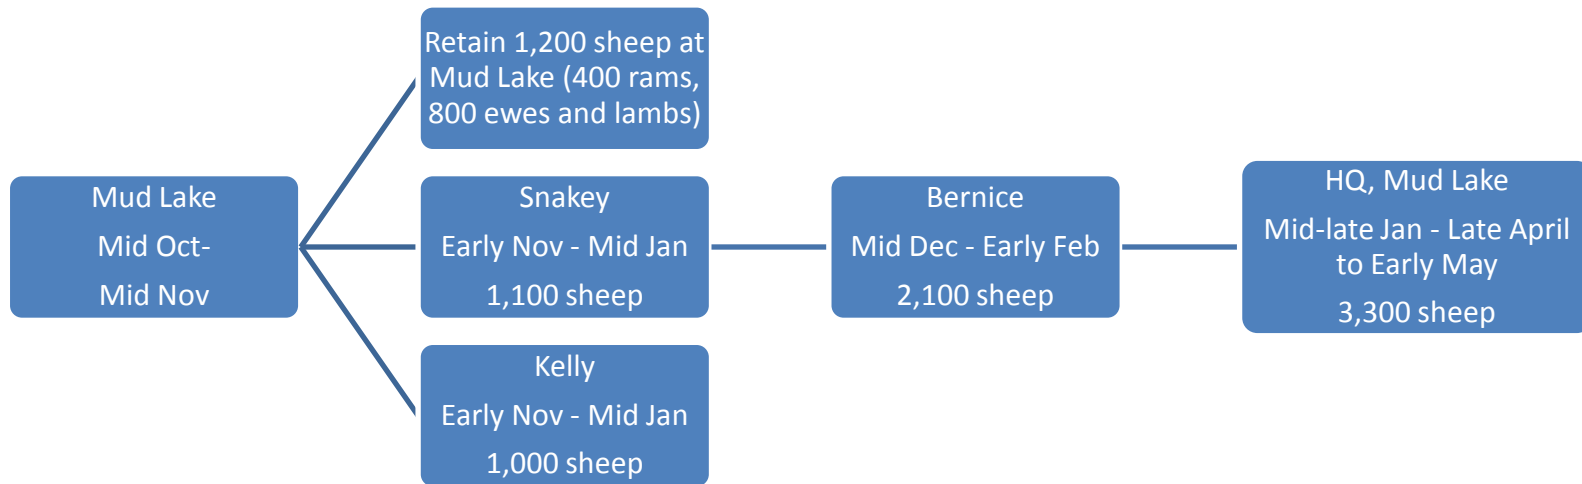 Mud Lake
Mid Oct-
Mid Nov
Retain 1,200 sheep at
Mud Lake (400 rams,
800 ewes and lambs)
Snakey
Early Nov - Mid Jan
1,100 sheep
Kelly
Early Nov - Mid Jan
1,000 sheep
Bernice
Mid Dec - Early Feb
2,100 sheep
HQ, Mud Lake
Mid-late Jan - Late April
to Early May
3,300 sheep